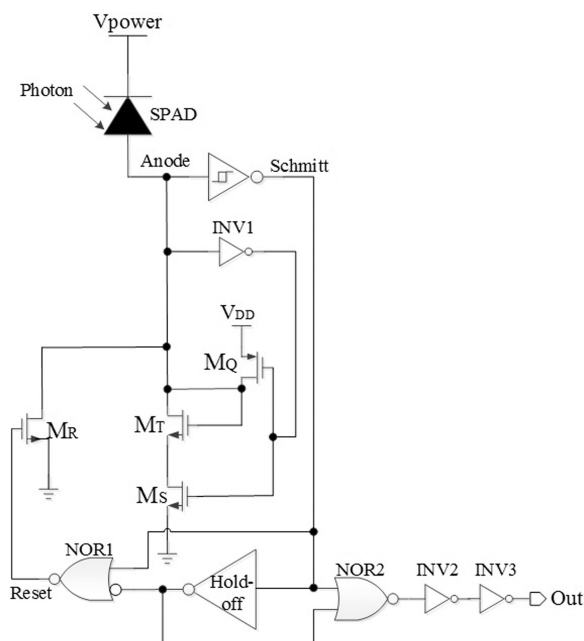 Vpower
Photon
SPAD
Anode
Schmitt
INV1
VDD
MQ
MR
MT
MS
NOR1
Reset
Hold-
off
NOR2
INV2
INV3
Out